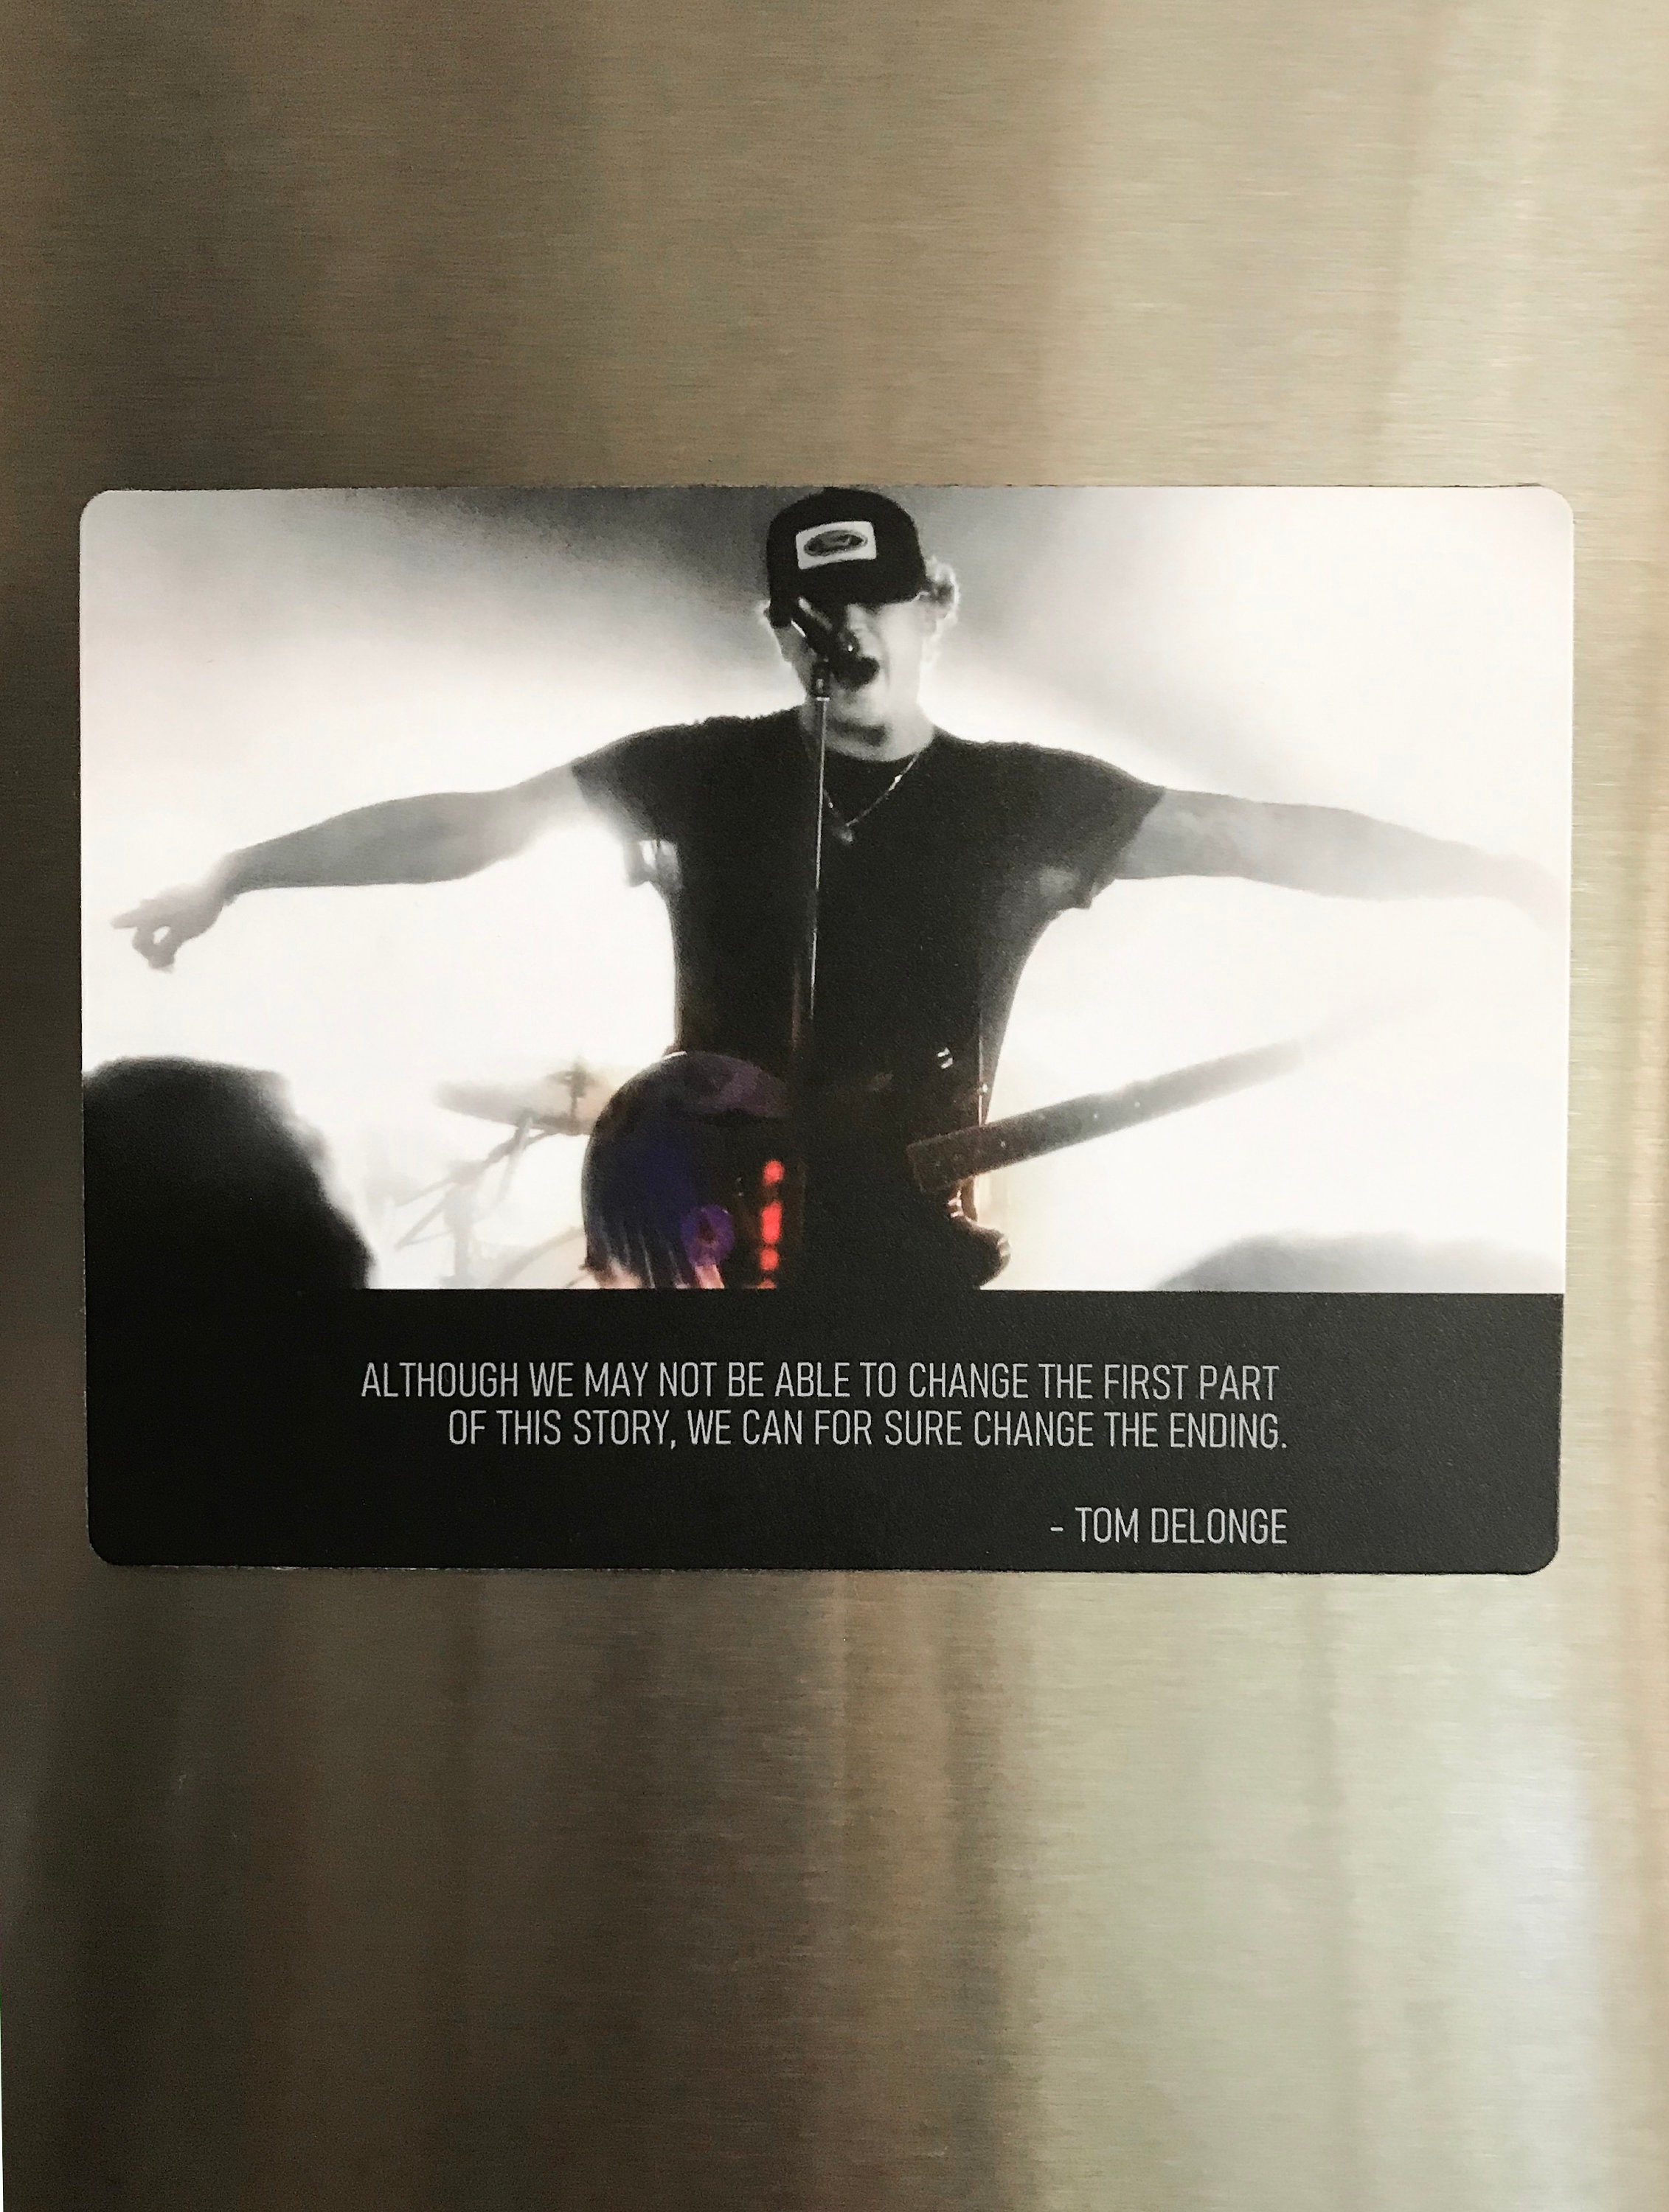 ALTHOUGH WE MAY NOT BE ABLE TO CHANGE THE FIRST PART
OF THIS STORY, WE CAN FOR SURE CHANGE THE ENDING.
- TOM DELONGE